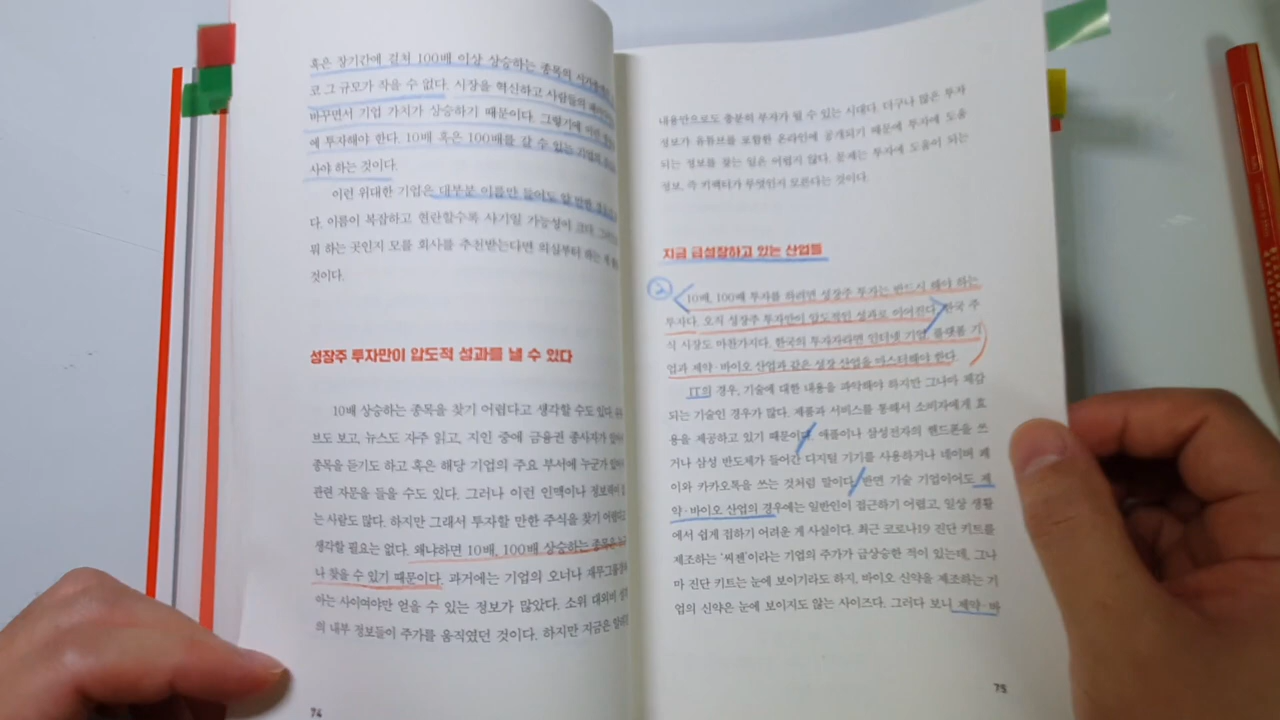 혹은 장기간에 걸쳐 100배 이상 상승하는 종목의
코 그 규모가 작을 수 없다. 시장을 혁신하고 사람들의
바꾸면서 기업 가치가 상승하기 때문이다. 그렇기에 이런
에 투자해야 한다. 10배 혹은 100배를 갈 수 있는 기업의
사야 하는 것이다.
이런 위대한 기업은 대부분 이름만 들어도 알 만한
다. 이름이 복잡하고 현란할수록 사기일 가능성이 크다.
뭐 하는 곳인지 모를 회사를 추천받는다면 의심부터 하는 게
것이다.
성장주 투자만이 압도적 성과를 낼 수 있다
10배 상승하는 종목을 찾기 어렵다고 생각할 수도 있다.
브도 보고, 뉴스도 자주 읽고, 지인 중에 금융권 종사자가
종목을 듣기도 하고 혹은 해당 기업의 주요 부서에 누군가
관련 자문을 들을 수도 있다. 그러나 이런 인맥이나 정보력이
는 사람도 많다. 하지만 그래서 투자할 만한 주식을 찾기
생각할 필요는 없다. 왜냐하면 10배, 100배 상승하는 종목은
나 찾을 수 있기 때문이다. 과거에는 기업의 오너나
아는 사이여야만 얻을 수 있는 정보가 많았다. 소위 대외비
의 내부 정보들이 주가를 움직였던 것이다. 하지만 지금은
74
내용만으로도 충분히 부자가 될 수 있는 시대다. 더구나 많은 투자
정보가 유튜브를 포함한 온라인에 공개되기 때문에 투자에 도움
되는 정보를 찾는 일은 어렵지 않다. 문제는 투자에 도움이 되는
정보, 즉 키팩터가 무엇인지 모른다는 것이다.
지금 급성장하고 있는 산업들
2
10배, 100배 투자를 하려면 성장주 투자는 반드시 해야 하는
투자다. 오직 성장주 투자만이 압도적인 성과로 이어진다. 한국 주
식 시장도 마찬가지다. 한국의 투자자라면 인터넷 기업, 플랫폼 기
업과 제약·바이오 산업과 같은 성장 산업을 마스터해야 한다.
IT의 경우, 기술에 대한 내용을 파악해야 하지만 그나마 체감
되는 기술인 경우가 많다. 제품과 서비스를 통해서 소비자에게 효
용을 제공하고 있기 때문이다. 애플이나 삼성전자의 핸드폰을 쓰
거나 삼성 반도체가 들어간 디지털 기기를 사용하거나 네이버 페
이와 카카오톡을 쓰는 것처럼 말이다. 반면 기술 기업이어도 제
약·바이오 산업의 경우에는 일반인이 접근하기 어렵고, 일상 생활
에서 쉽게 접하기 어려운 게 사실이다. 최근 코로나19 진단 키트를
제조하는 '씨젠'이라는 기업의 주가가 급상승한 적이 있는데, 그나
마 진단 키트는 눈에 보이기라도 하지, 바이오 신약을 제조하는 기
업의 신약은 눈에 보이지도 않는 사이즈다. 그러다 보니 제약·바
75